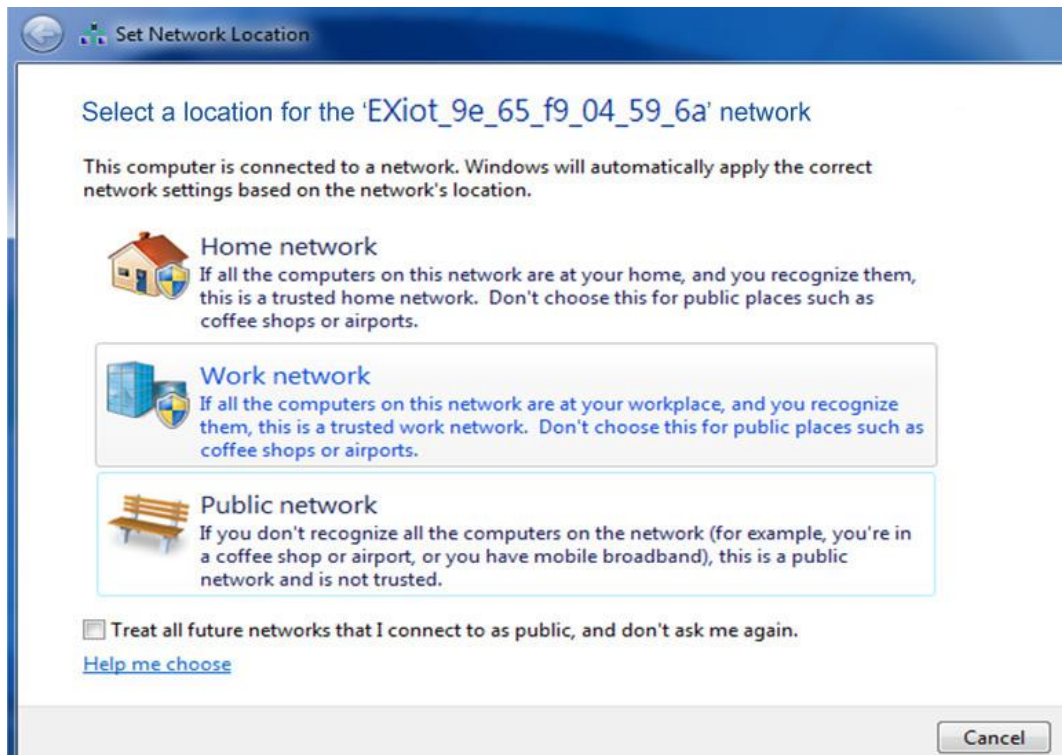 Set Network Location
Select a location for the 'EXiot_9e_65_f9_04_59_6a' network
This computer is connected to a network. Windows will automatically apply the correct
network settings based on the network's location.
Home network
If all the computers on this network are at your home, and you recognize them,
this is a trusted home network.  Don't choose this for public places such as
coffee shops or airports.
Work network
If all the computers on this network are at your workplace, and you recognize
them, this is a trusted work network.  Don't choose this for public places such as
coffee shops or airports.
Public network
If you don't recognize all the computers on the network (for example, you're in
a coffee shop or airport, or you have mobile broadband), this is a public
network and is not trusted.
Treat all future networks that I connect to as public, and don't ask me again.
Help me choose
Cancel